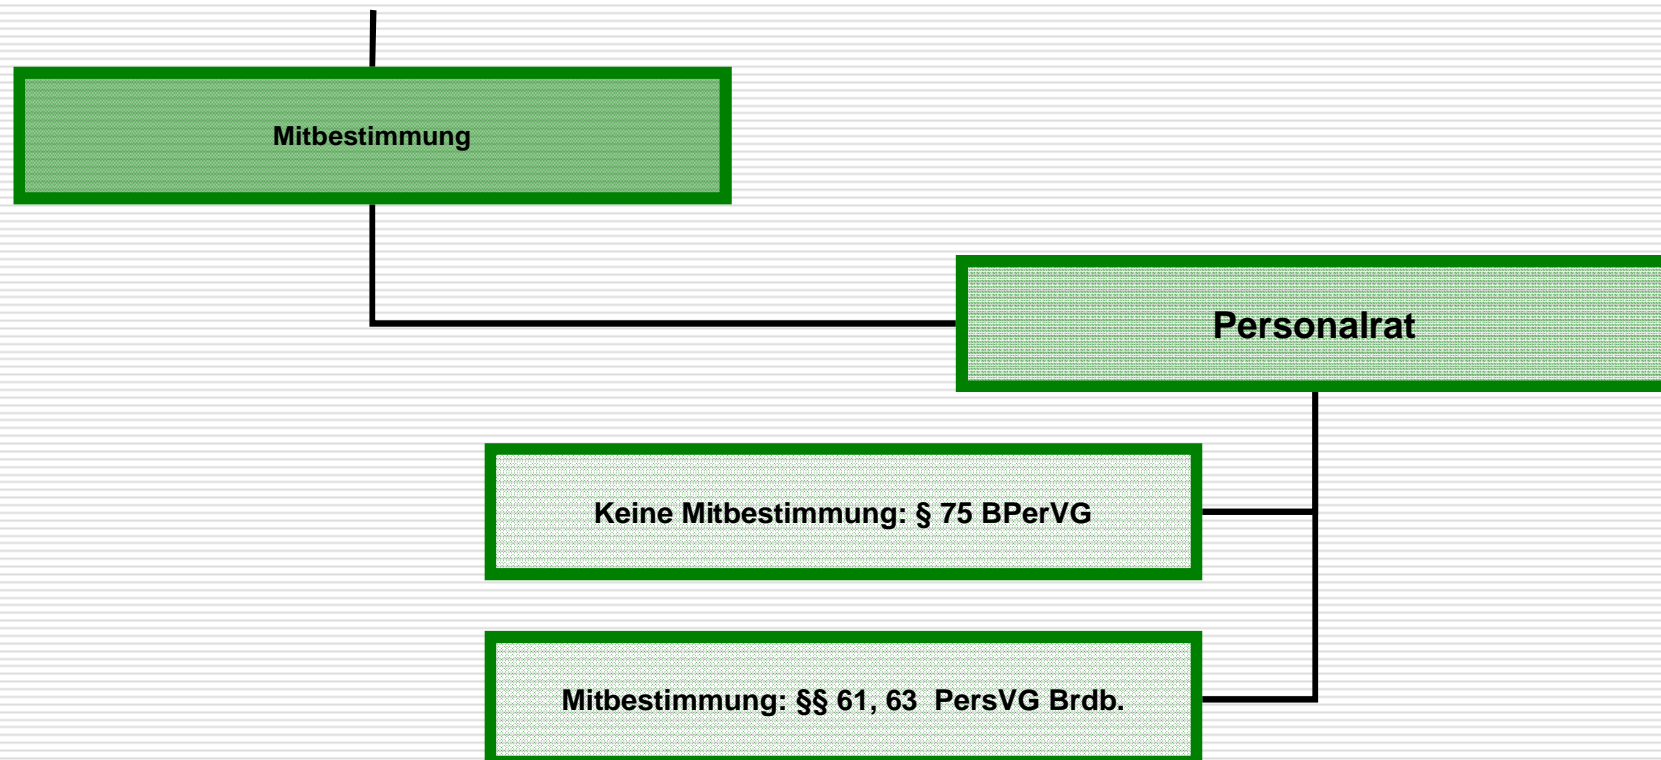 Mitbestimmung
Personalrat
Keine Mitbestimmung: § 75 BPerVG
Mitbestimmung: §§ 61, 63  PersVG Brdb.